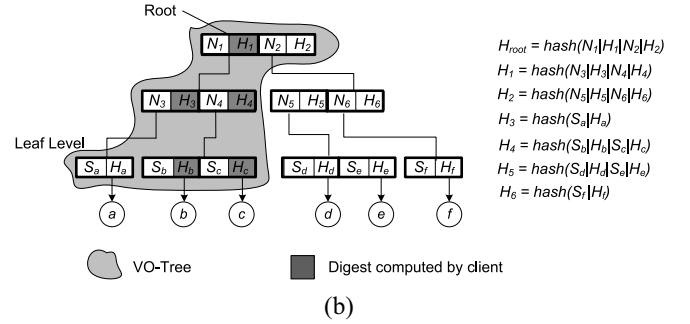 Root
N1 H1 N2 H2
N3 H3 N4 H4
N5 H5 N6 H6
Leaf Level
Sa Ha
Sb Hb Sc Hc
Sd Hd Se He
Sf Hf
a
b
c
d
e
f
Hroot = hash(N1|H1|N2|H2)
H1 = hash(N3|H3|N4|H4)
H2 = hash(N5|H5|N6|H6)
H3 = hash(Sa|Ha)
H4 = hash(Sb|Hb|Sc|Hc)
H5 = hash(Sd|Hd|Se|He)
H6 = hash(Sf|Hf)
VO-Tree
Digest computed by client
(b)